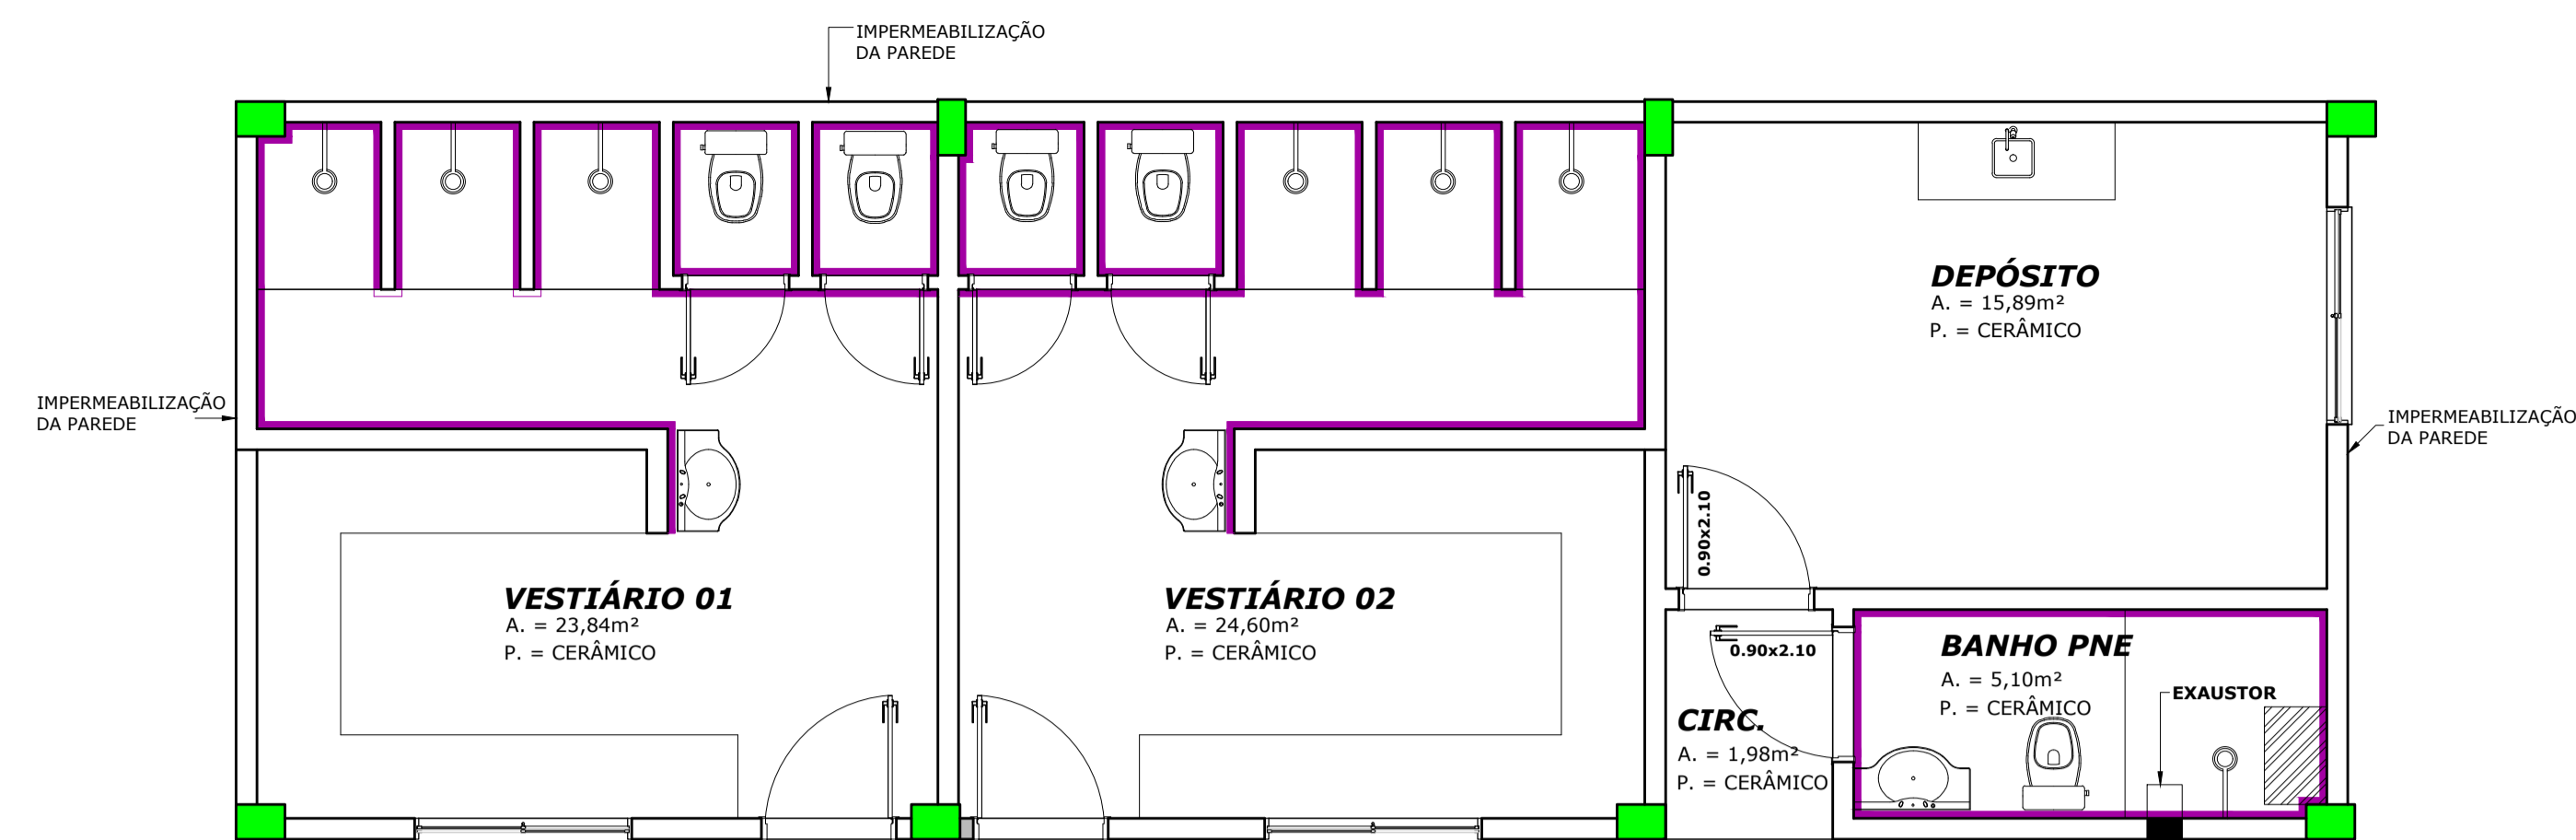 IMPERMEABILIZAÇÃO
DA PAREDE
IMPERMEABILIZAÇÃO
DA PAREDE
IMPERMEABILIZAÇÃO
DA PAREDE
DEPÓSITO
A. = 15,89m²
P. = CERÂMICO
0.90x2.10
VESTIÁRIO 01
A. = 23,84m²
P. = CERÂMICO
VESTIÁRIO 02
A. = 24,60m²
P. = CERÂMICO
0.90x2.10
BANHO PNE
A. = 5,10m²
P. = CERÂMICO
EXAUSTOR
CIRC.
A. = 1,98m²
P. = CERÂMICO